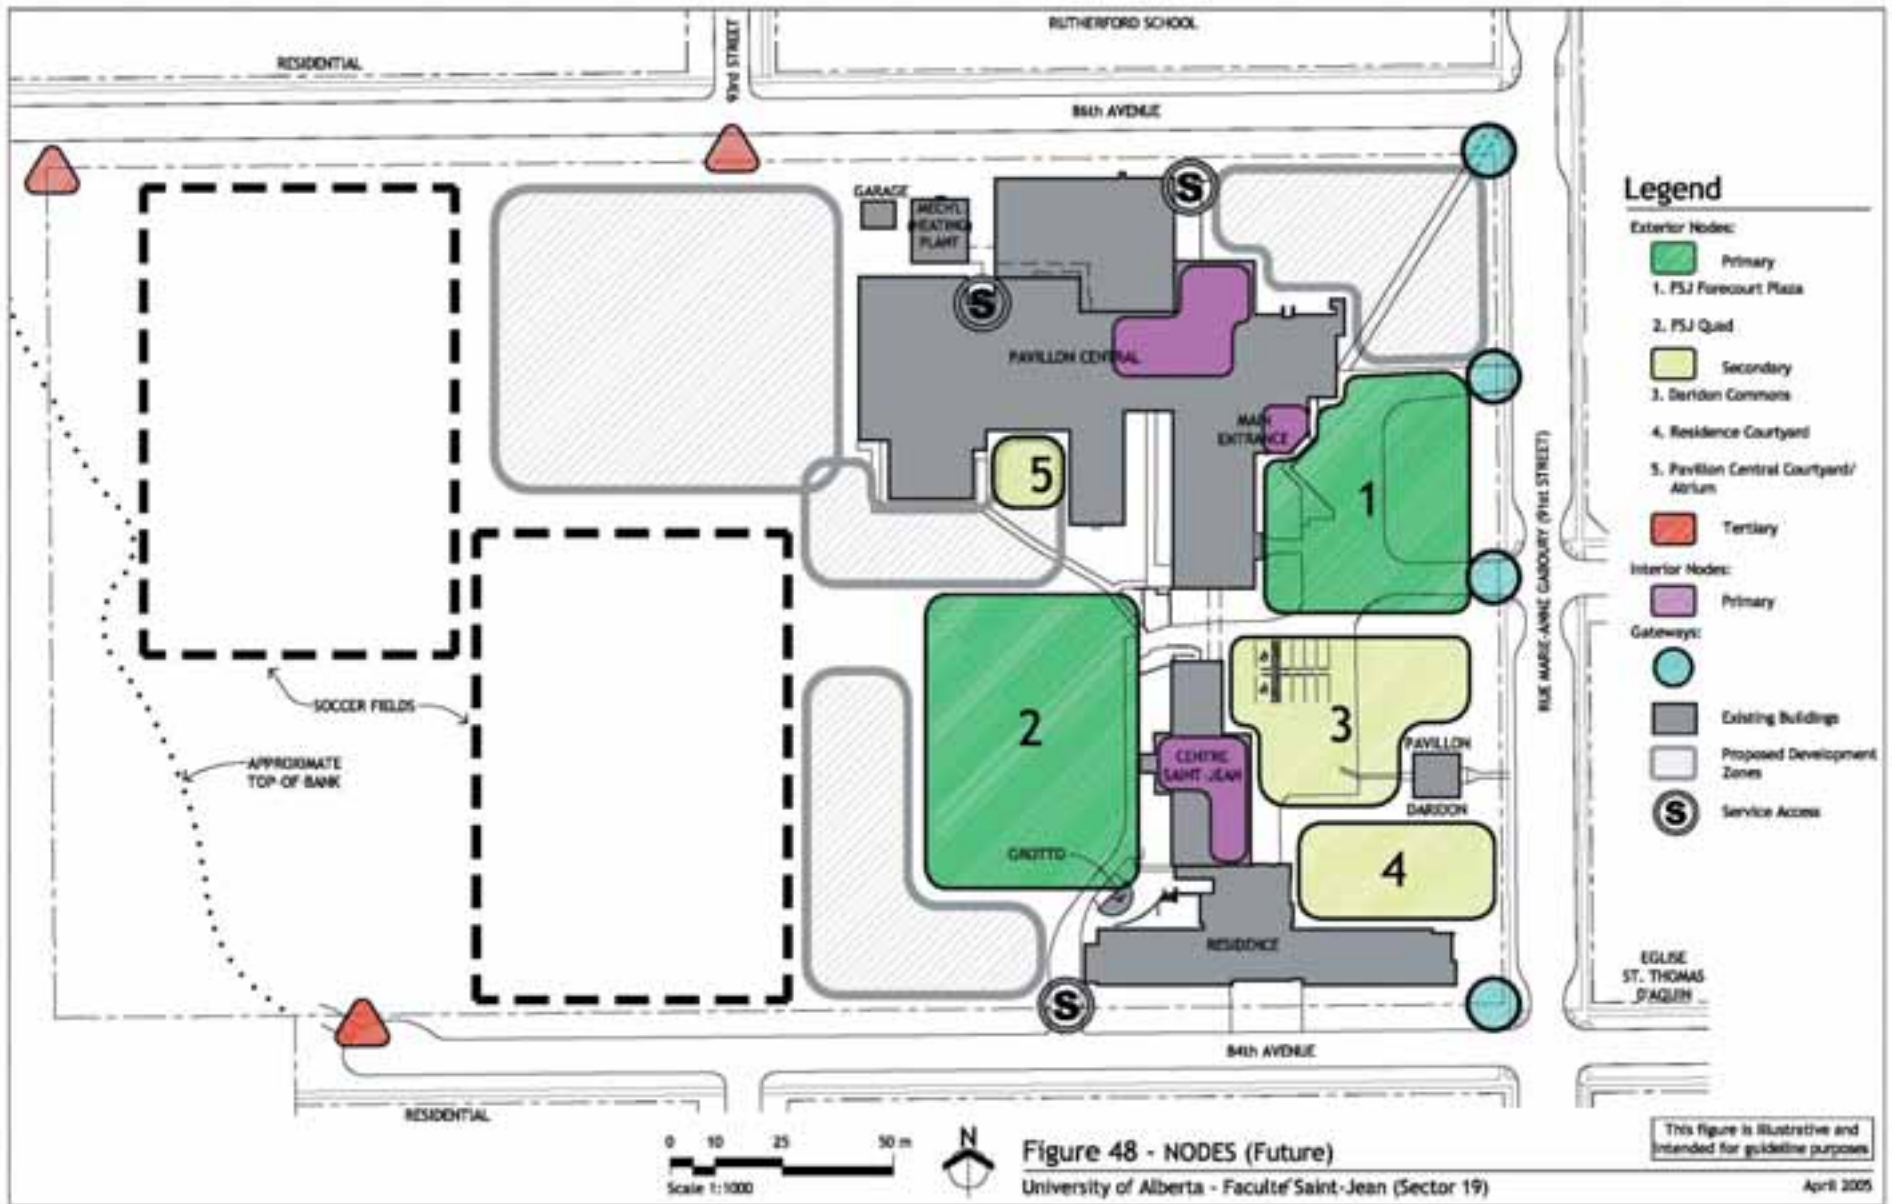 RUTHERFORD SCHOOL
RESIDENTIAL
93rd STREET
86th AVENUE
GARAGE
MECH'L
(HEATING)
PLANT
S
S
PAVILLON CENTRAL
MAIN
ENTRANCE
5
1
RUE MARIE-ANNE GABOURY (91st STREET)
2
3
SOCCER FIELDS
APPROXIMATE
TOP-OF-BANK
CENTRE
SAINT-JEAN
PAVILLON
DARIDON
GROTTO
4
RESIDENCE
S
EGLISE
ST. THOMAS
D'AQUIN
84th AVENUE
RESIDENTIAL
Legend
Exterior Nodes:
Primary
1. FSJ Forecourt Plaza
2. FSJ Quad
Secondary
3. Daridon Commons
4. Residence Courtyard
5. Pavillon Central Courtyard/
Atrium
Tertiary
Interior Nodes:
Primary
Gateways:
Existing Buildings
Proposed Development
Zones
S Service Access
0 10 25 50 m
Scale 1:1000
N
Figure 48 - NODES (Future)
University of Alberta - Faculté Saint-Jean (Sector 19)
This figure is illustrative and
intended for guideline purposes
April 2005